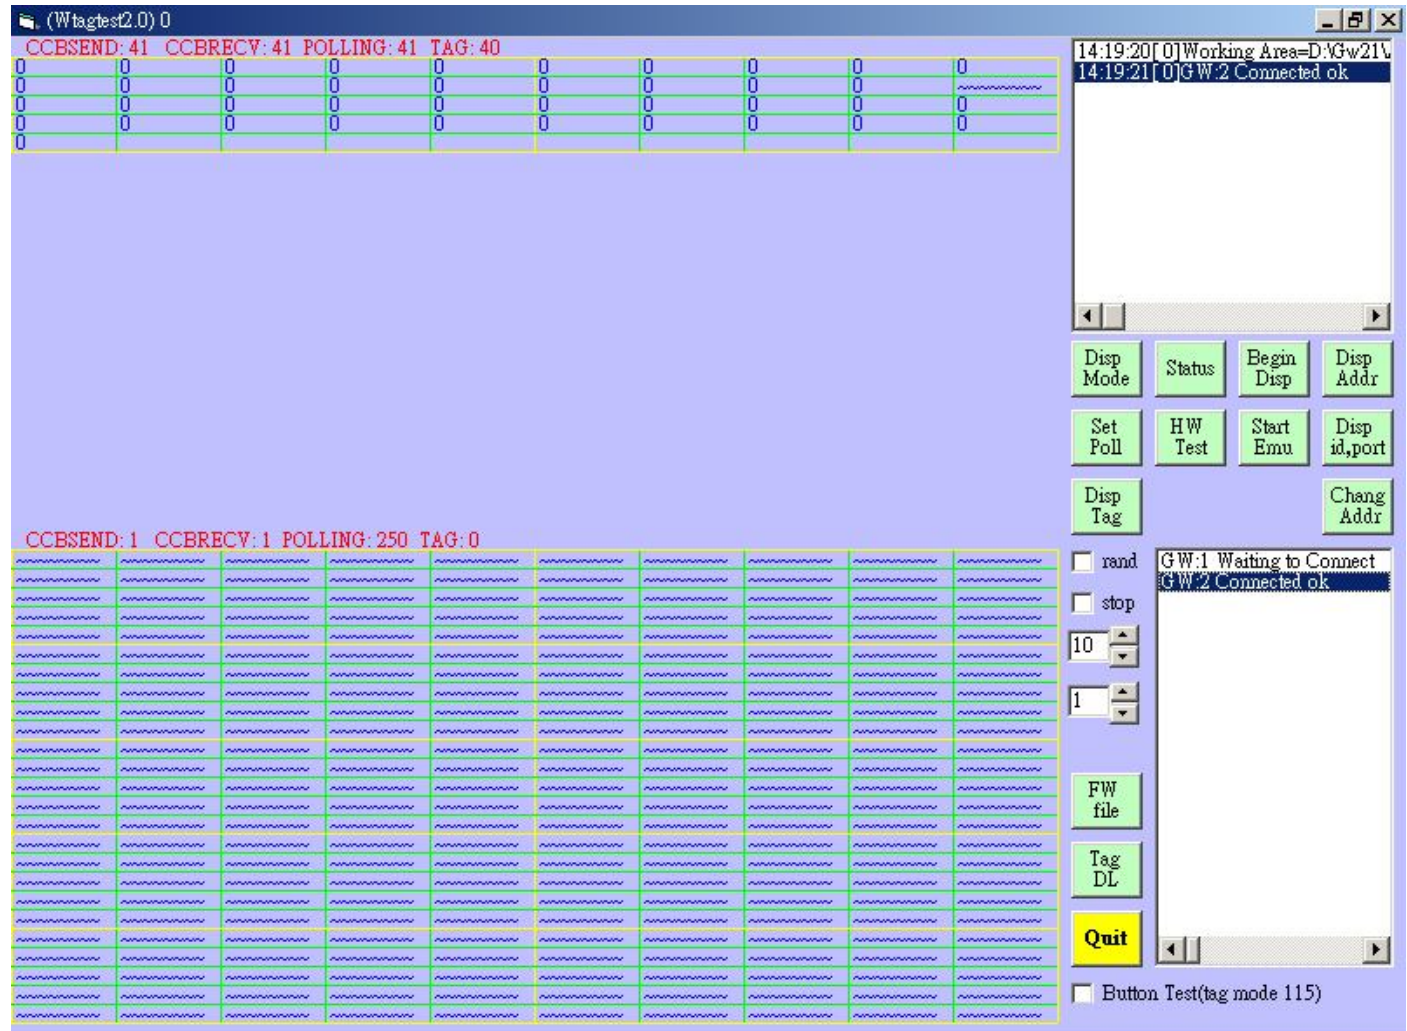 (Wtagtest2.0) 0
CCBSEND: 41 CCBRECV: 41 POLLING: 41 TAG: 40
0 0 0 0 0 0 0 0 0 0
0 0 0 0 0 0 0 0 0 ~~~~~~~~~
0 0 0 0 0 0 0 0 0 0
0 0 0 0 0 0 0 0 0 0
0
14:19:20[ 0]Working Area=D:\Gw21\
14:19:21[ 0]GW:2 Connected ok
Disp Mode
Status
Begin Disp
Disp Addr
Set Poll
HW Test
Start Emu
Disp id,port
Disp Tag
Chang Addr
CCBSEND: 1 CCBRECV: 1 POLLING: 250 TAG: 0
rand
stop
10
1
GW:1 Waiting to Connect
GW:2 Connected ok
FW file
Tag DL
Quit
Button Test(tag mode 115)